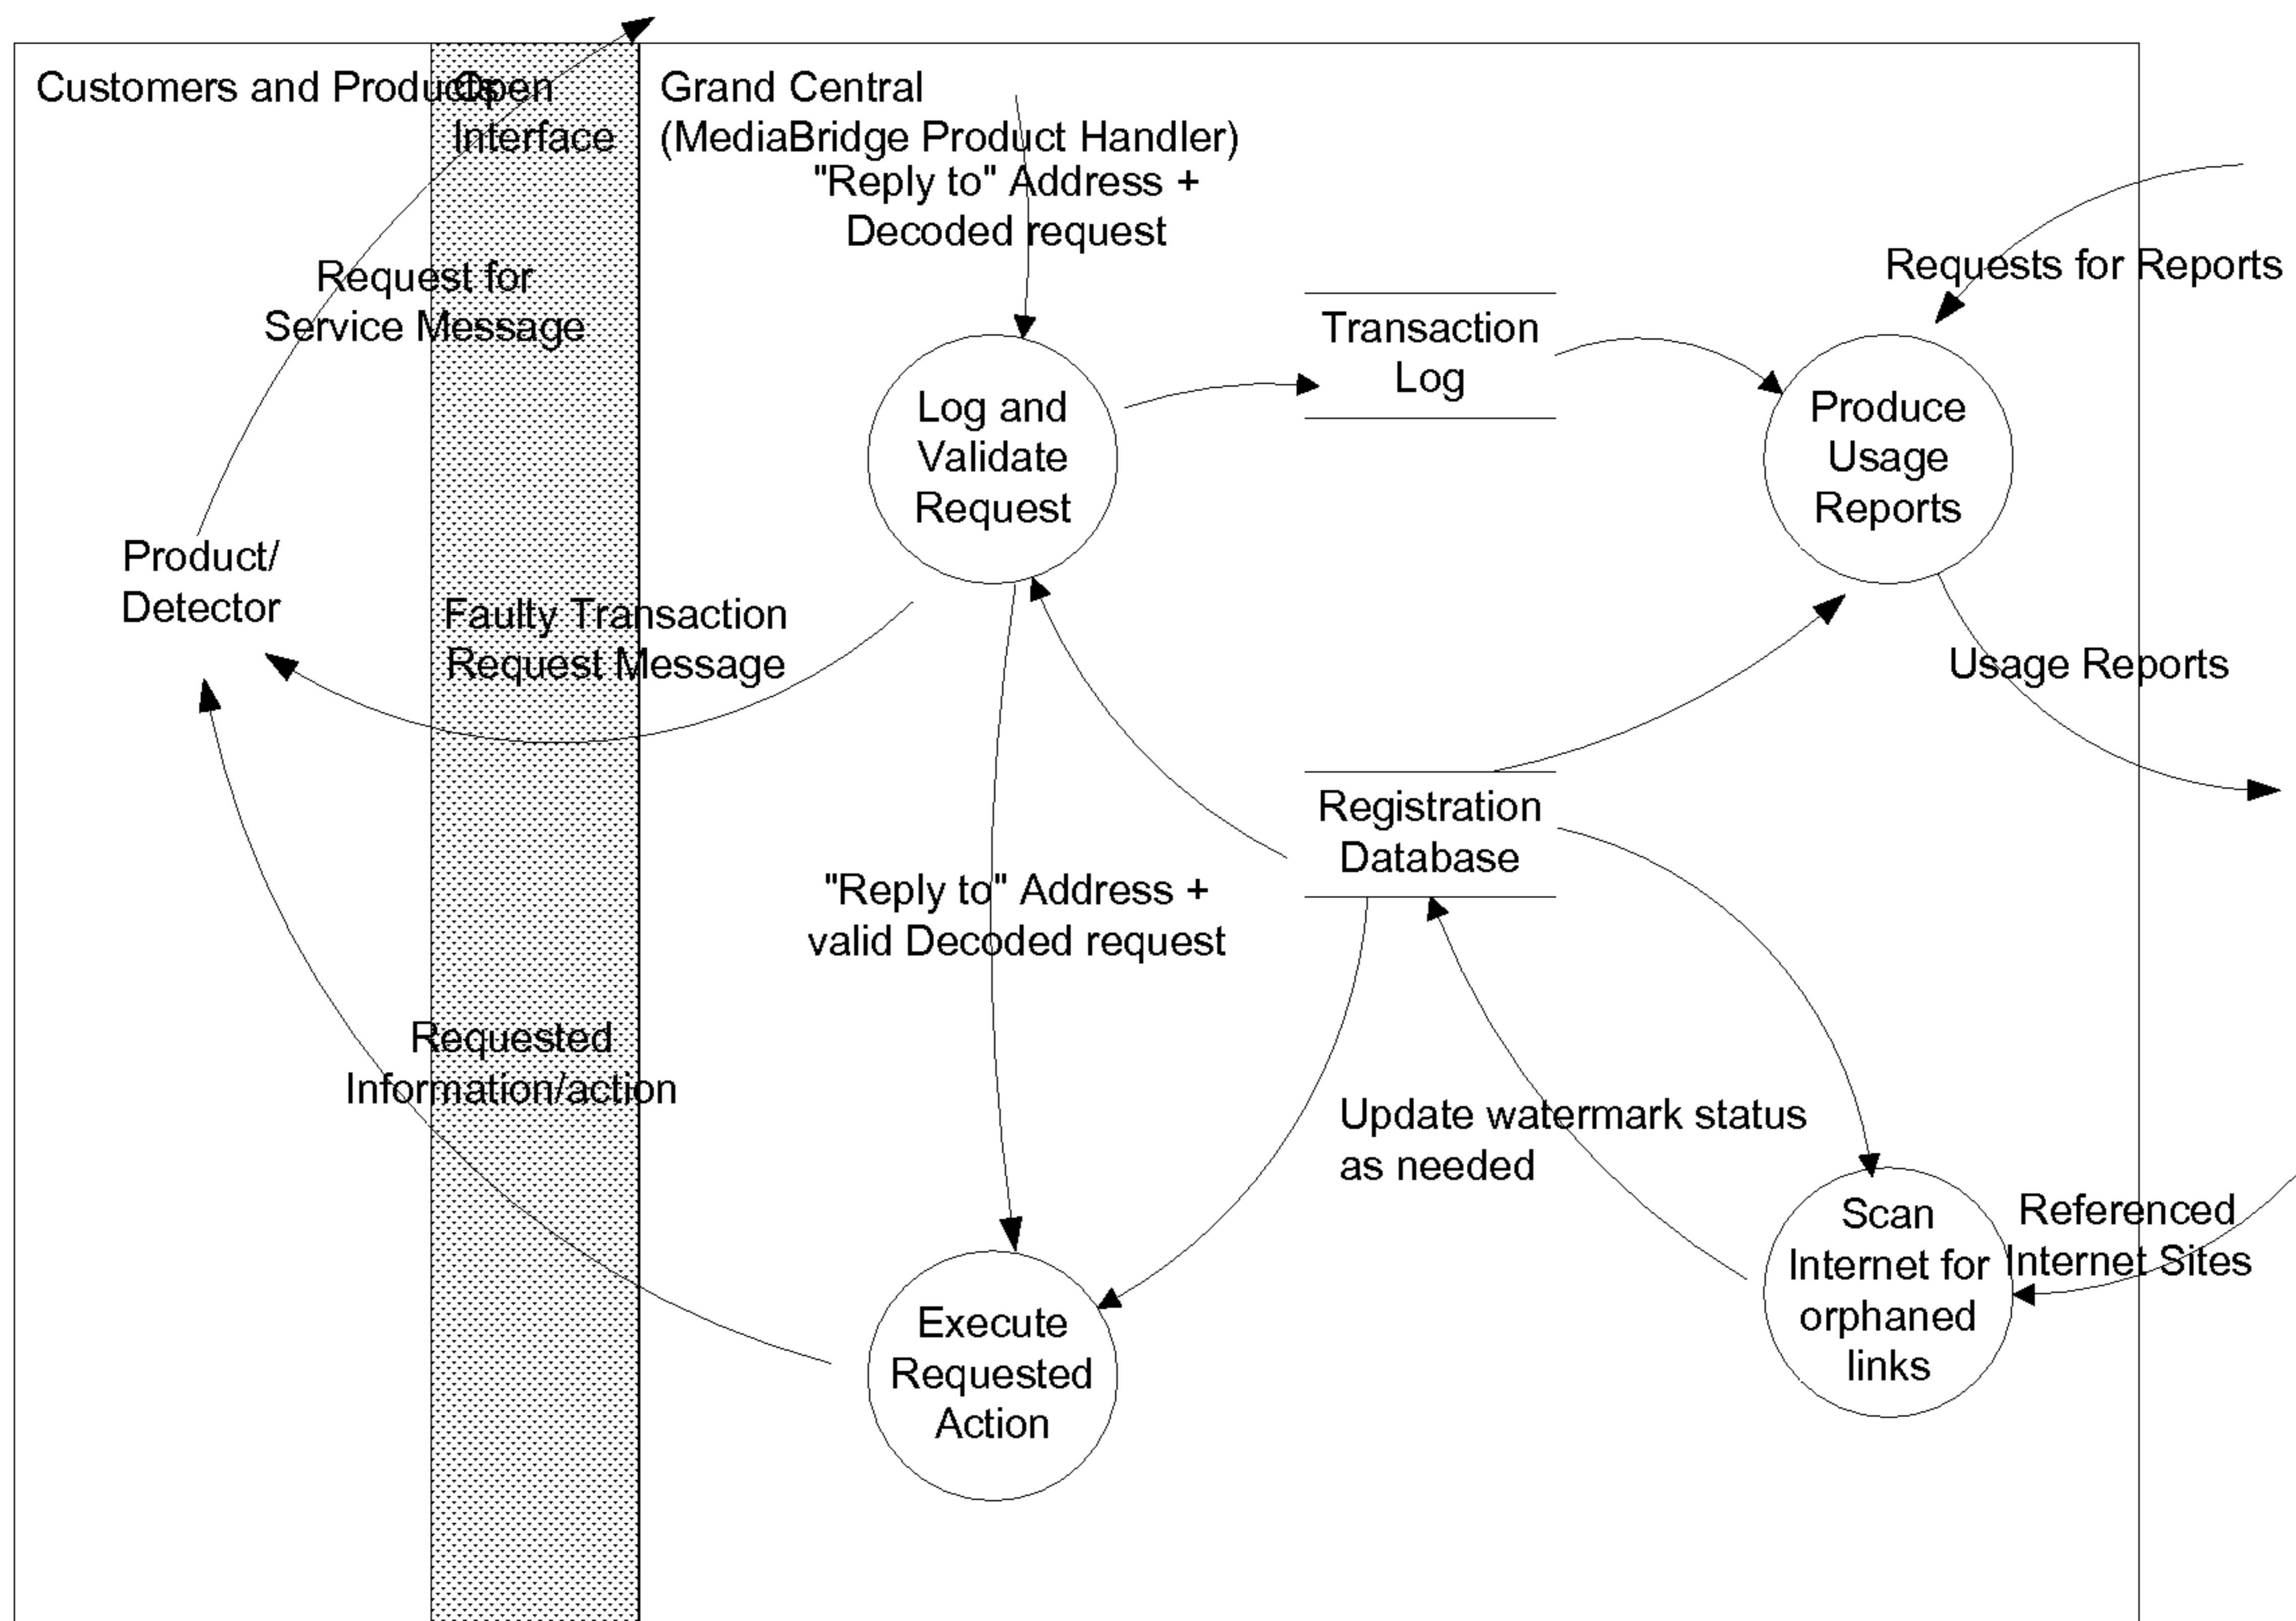 Customers and Products
Open
Interface
Grand Central
(MediaBridge Product Handler)
"Reply to" Address +
Decoded request
Requests for Reports
Request for
Service Message
Transaction
Log
Log and
Validate
Request
Produce
Usage
Reports
Product/
Detector
Faulty Transaction
Request Message
Usage Reports
Registration
Database
"Reply to" Address +
valid Decoded request
Requested
Information/action
Update watermark status
as needed
Scan
Internet for
orphaned
links
Referenced
Internet Sites
Execute
Requested
Action